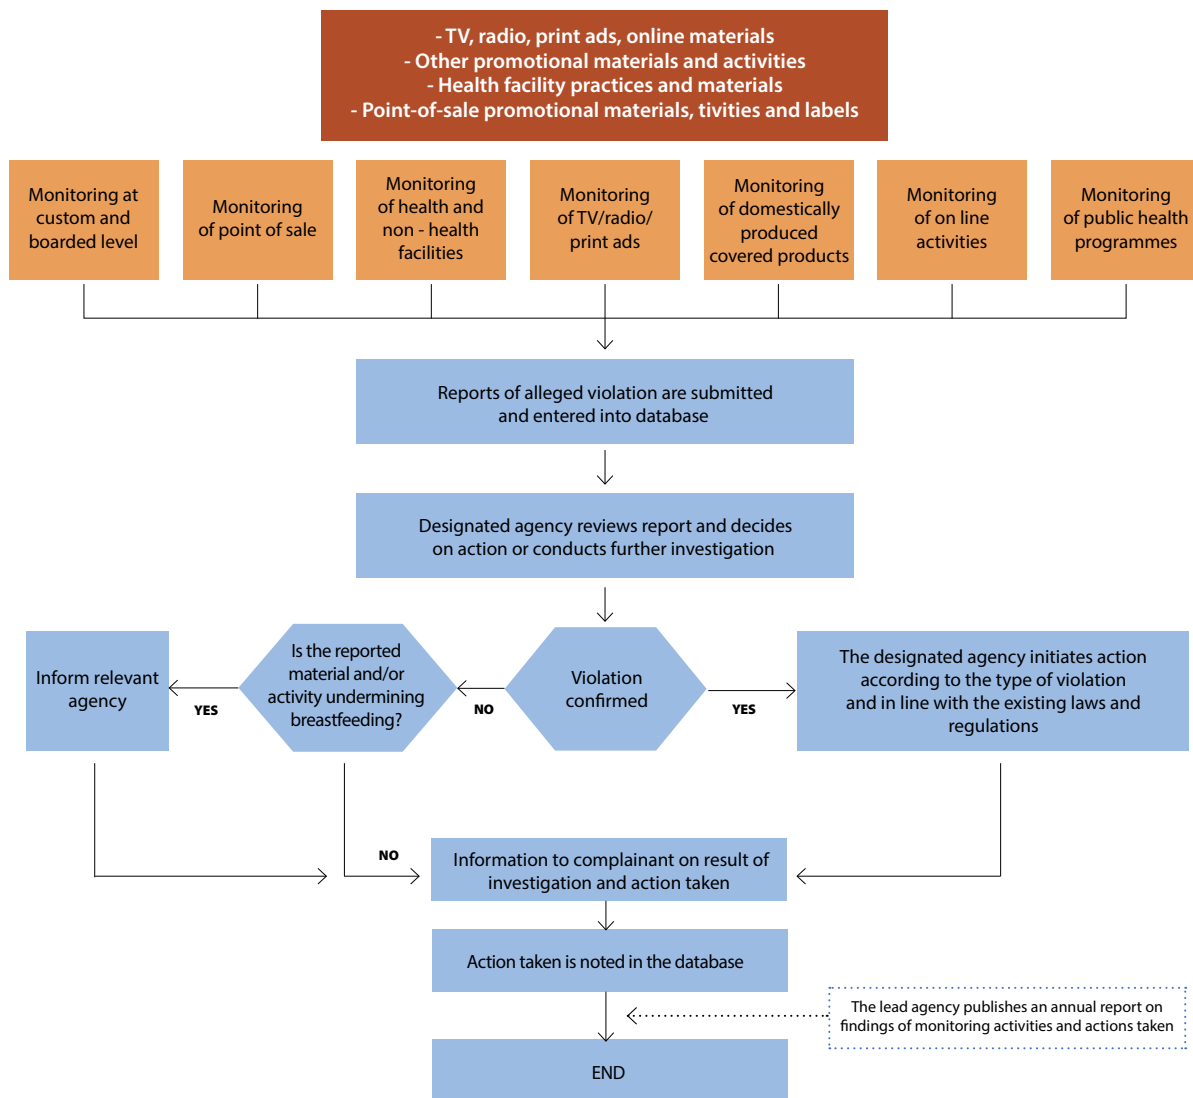 - TV, radio, print ads, online materials
- Other promotional materials and activities
- Health facility practices and materials
- Point-of-sale promotional materials, tivities and labels
Monitoring at
custom and
boarded level
Monitoring
of point of sale
Monitoring
of health and
non - health
facilities
Monitoring
of TV/radio/
print ads
Monitoring
of domestically
produced
covered products
Monitoring
of on line
activities
Monitoring
of public health
programmes
Reports of alleged violation are submitted
and entered into database
Designated agency reviews report and decides
on action or conducts further investigation
Inform relevant
agency
YES
Is the reported
material and/or
activity undermining
breastfeeding?
NO
Violation
confirmed
YES
The designated agency initiates action
according to the type of violation
and in line with the existing laws and
regulations
NO
Information to complainant on result of
investigation and action taken
Action taken is noted in the database
The lead agency publishes an annual report on
findings of monitoring activities and actions taken
END